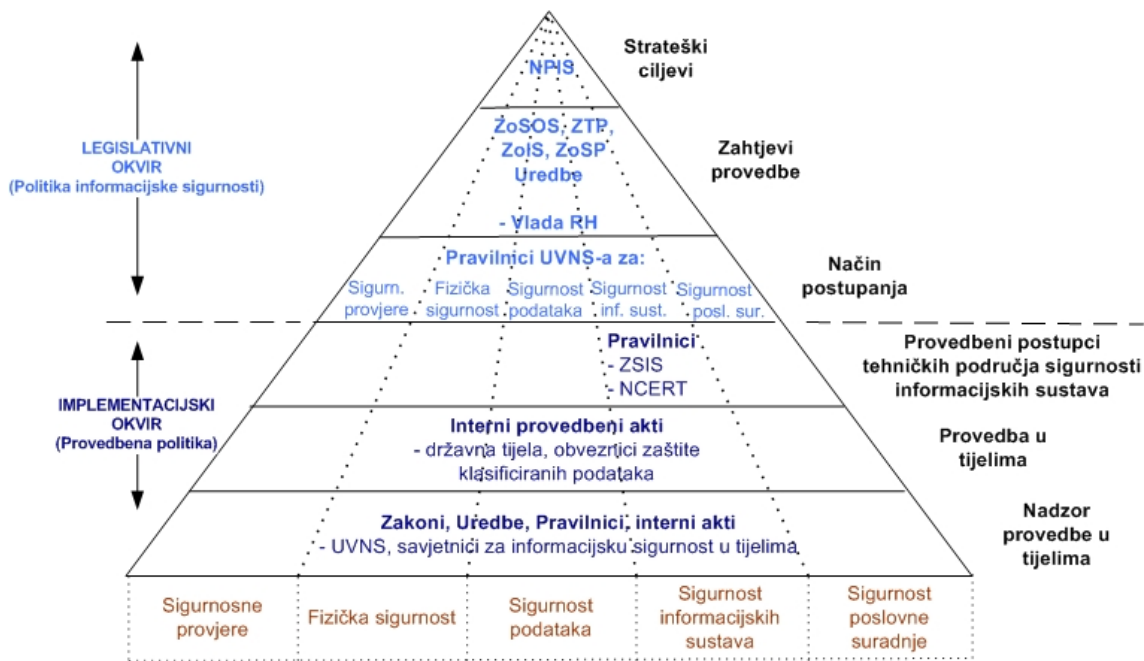 Strateški
ciljevi
NPIS
LEGISLATIVNI
OKVIR
(Politika informacijske sigurnosti)
ZoSOS, ZTP,
ZoIS, ZoSP
Uredbe
- Vlada RH
Zahtjevi
provedbe
Pravilnici UVNS-a za:
Sigurn.
provjere
Fizička
sigurnost
Sigurnost
podataka
Sigurnost
inf. sust.
Sigurnost
posl. sur.
Način
postupanja
IMPLEMENTACIJSKI
OKVIR
(Provedbena politika)
Pravilnici
- ZSIS
- NCERT
Provedbeni postupci
tehničkih područja sigurnosti
informacijskih sustava
Interni provedbeni akti
- državna tijela, obveznici zaštite
klasificiranih podataka
Provedba u
tijelima
Zakoni, Uredbe, Pravilnici, interni akti
- UVNS, savjetnici za informacijsku sigurnost u tijelima
Nadzor
provedbe u
tijelima
Sigurnosne
provjere
Fizička sigurnost
Sigurnost
podataka
Sigurnost
informacijskih
sustava
Sigurnost
poslovne
suradnje